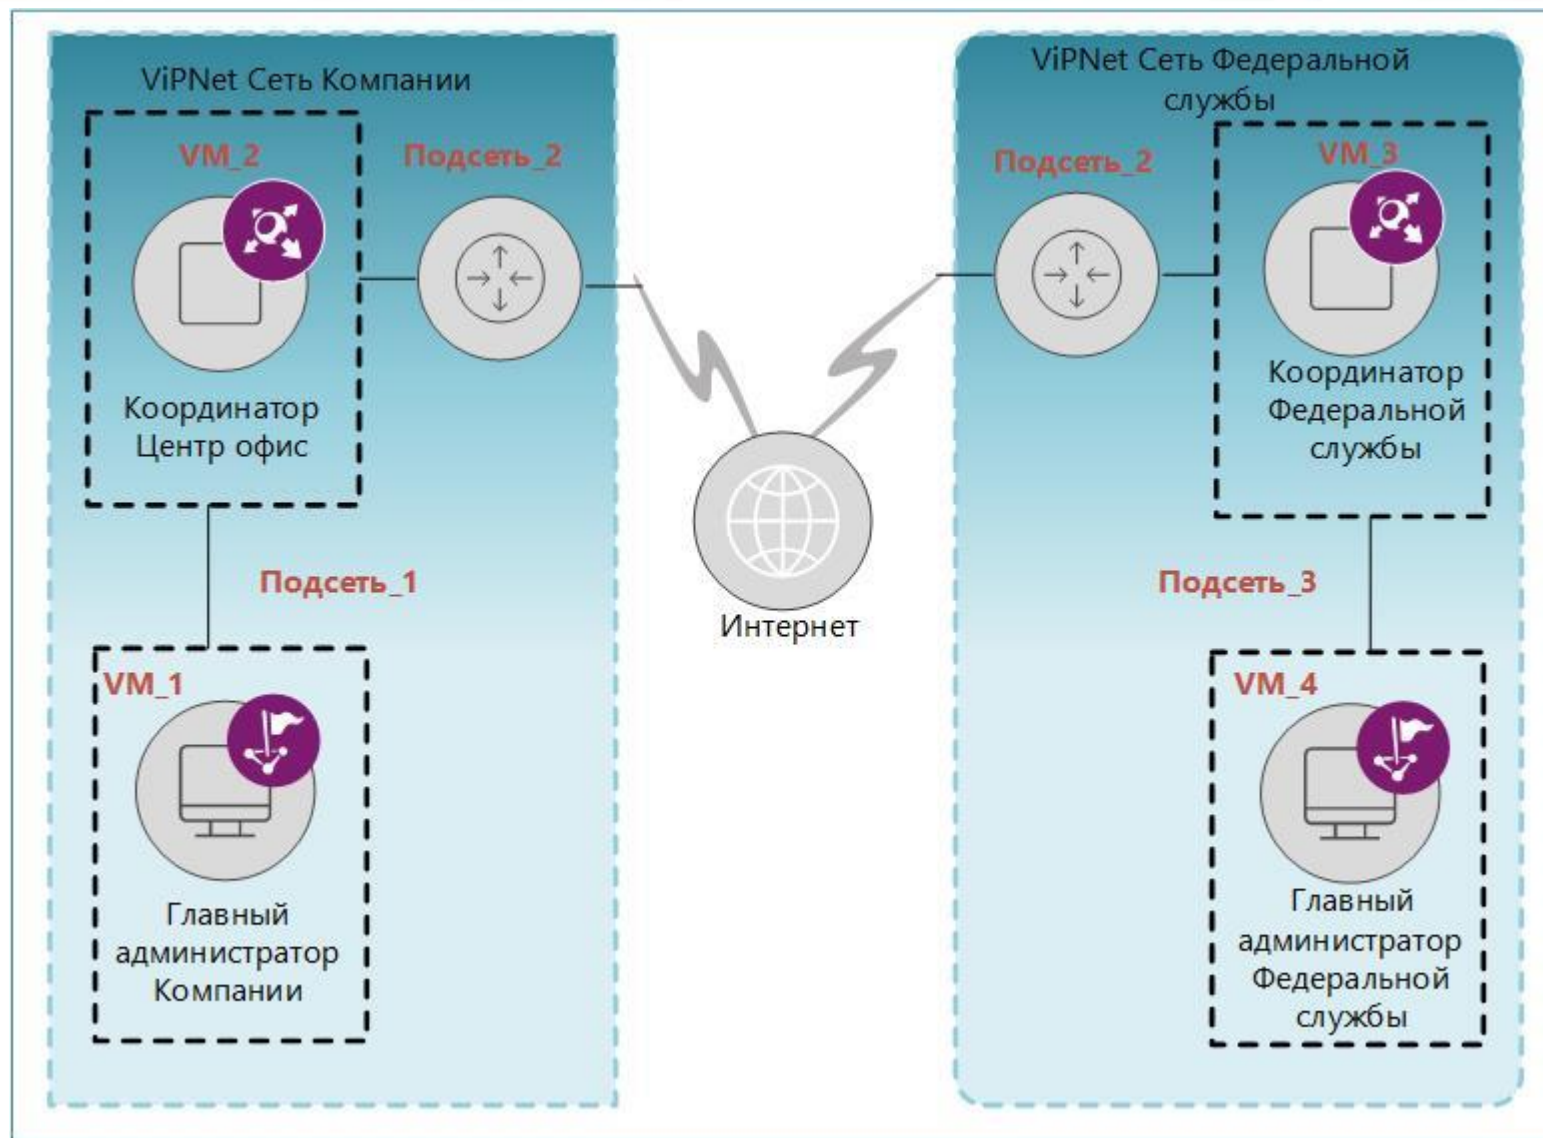 ViPNet Сеть Компании
VM_2
Подсеть_2
Координатор
Центр офис
Подсеть_1
VM_1
Главный
администратор
Компании
Интернет
ViPNet Сеть Федеральной
службы
Подсеть_2
VM_3
Координатор
Федеральной
службы
Подсеть_3
VM_4
Главный
администратор
Федеральной
службы